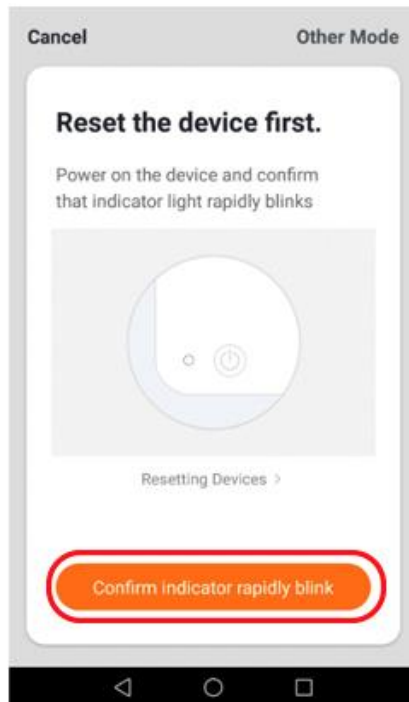 Cancel
Other Mode
Reset the device first.
Power on the device and confirm
that indicator light rapidly blinks
Resetting Devices >
Confirm indicator rapidly blink